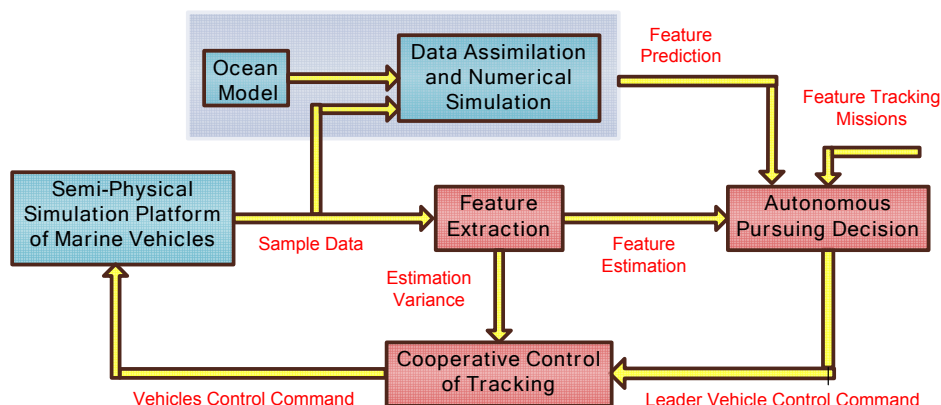 Ocean
Model
Data Assimilation
and Numerical
Simulation
Feature
Prediction
Feature Tracking
Missions
Semi-Physical
Simulation Platform
of Marine Vehicles
Sample Data
Feature
Extraction
Feature
Estimation
Autonomous
Pursuing Decision
Estimation
Variance
Cooperative Control
of Tracking
Vehicles Control Command
Leader Vehicle Control Command